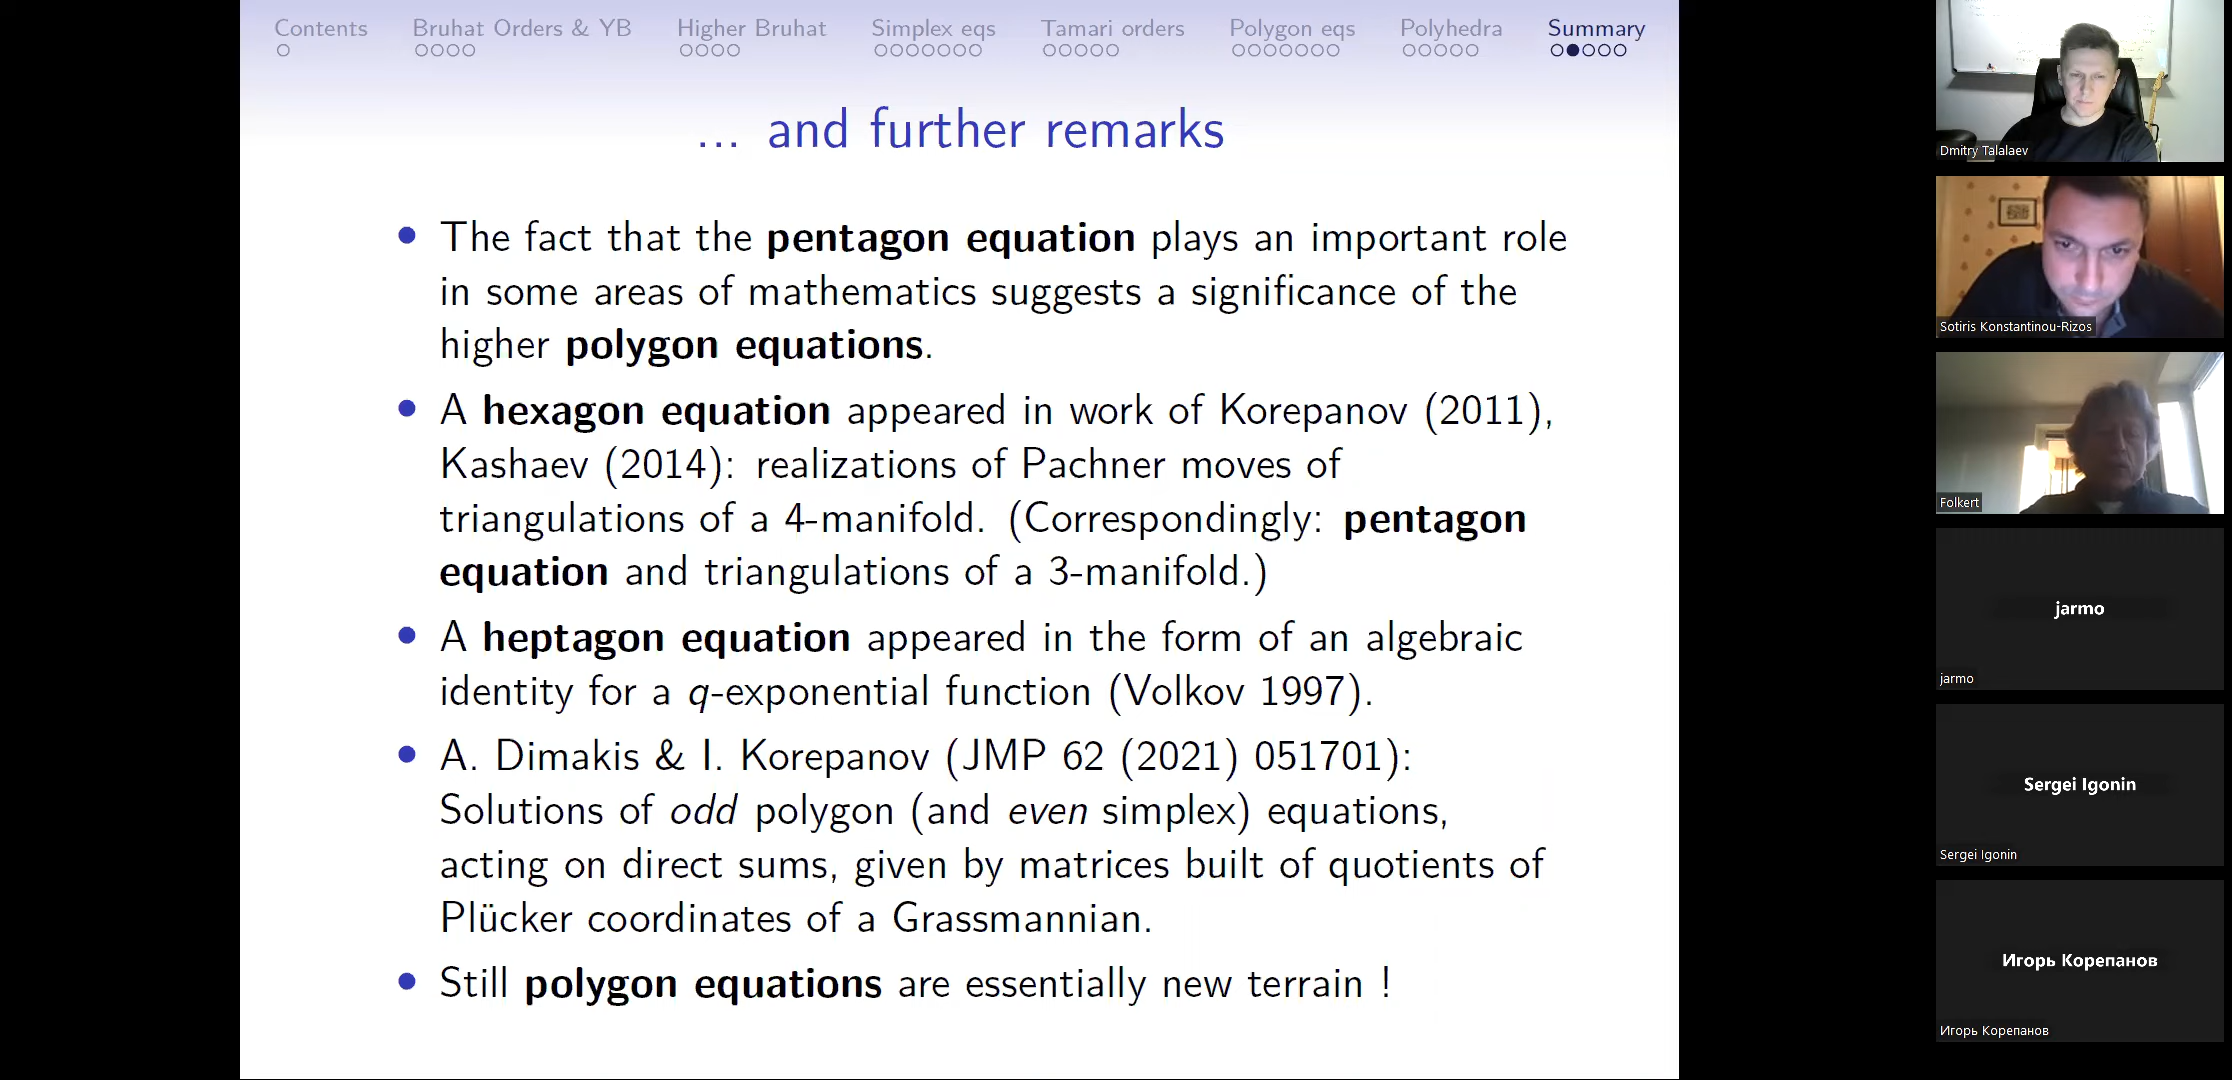 Contents
Bruhat Orders & YB
Higher Bruhat
Simplex eqs
Tamari orders
Polygon eqs
Polyhedra
Summary
... and further remarks
• The fact that the pentagon equation plays an important role
in some areas of mathematics suggests a significance of the
higher polygon equations.
• A hexagon equation appeared in work of Korepanov (2011),
Kashaev (2014): realizations of Pachner moves of
triangulations of a 4-manifold. (Correspondingly: pentagon
equation and triangulations of a 3-manifold.)
• A heptagon equation appeared in the form of an algebraic
identity for a q-exponential function (Volkov 1997).
• A. Dimakis & I. Korepanov (JMP 62 (2021) 051701):
Solutions of odd polygon (and even simplex) equations,
acting on direct sums, given by matrices built of quotients of
Plücker coordinates of a Grassmannian.
• Still polygon equations are essentially new terrain !
Dmitry Talalaev
Sotiris Konstantinou-Rizos
Folkert
jarmo
jarmo
Sergei Igonin
Sergei Igonin
Игорь Корепанов
Игорь Корепанов